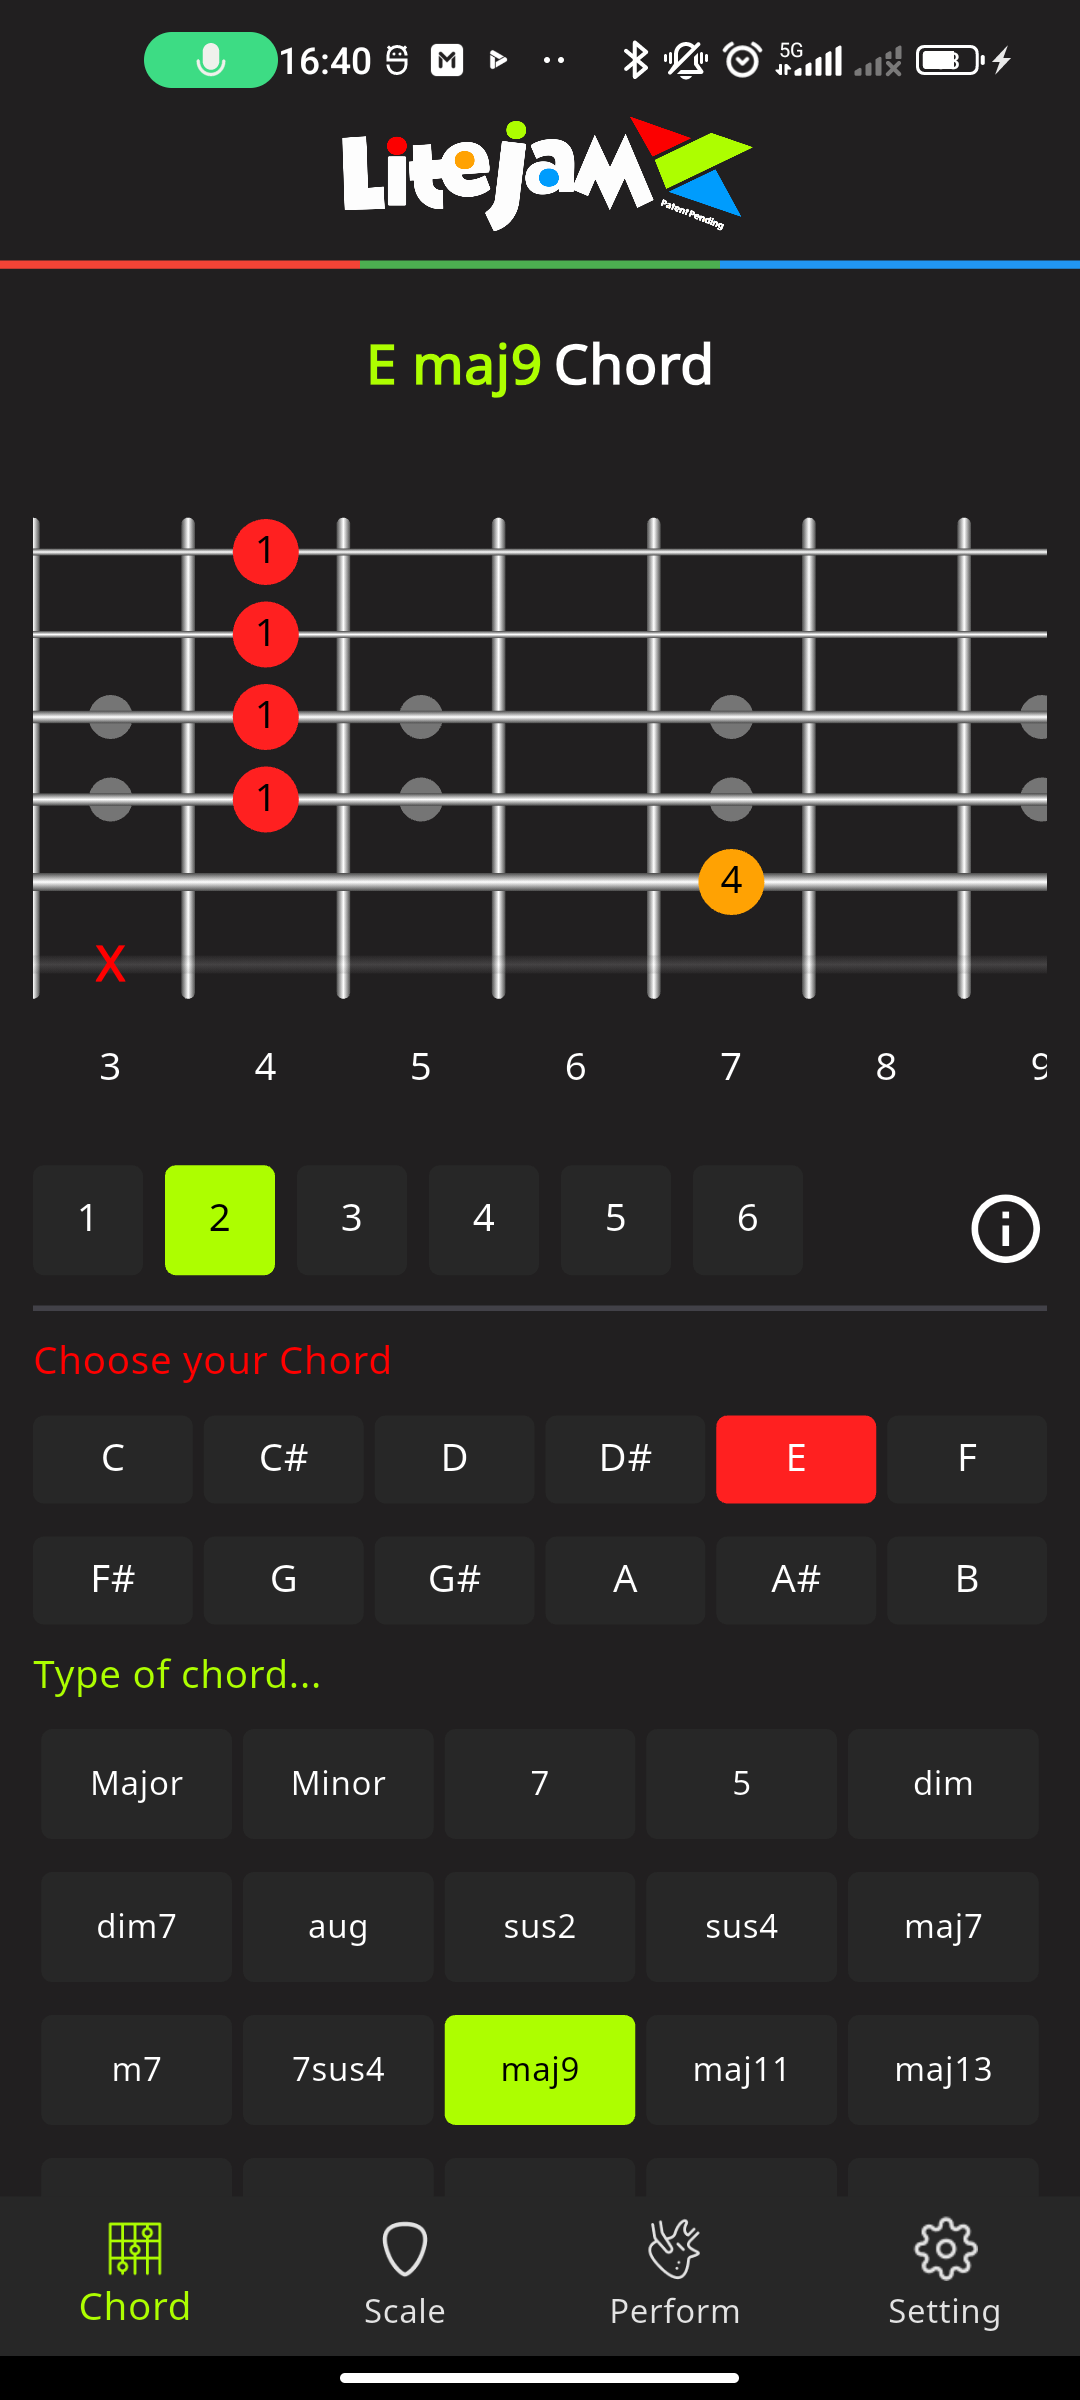 16:40
5G
Litejam
Patent Pending
E maj9 Chord
1
1
1
1
4
X
3 4 5 6 7 8 9
1 2 3 4 5 6
Choose your Chord
C C# D D# E F
F# G G# A A# B
Type of chord...
Major Minor 7 5 dim
dim7 aug sus2 sus4 maj7
m7 7sus4 maj9 maj11 maj13
Chord Scale Perform Setting